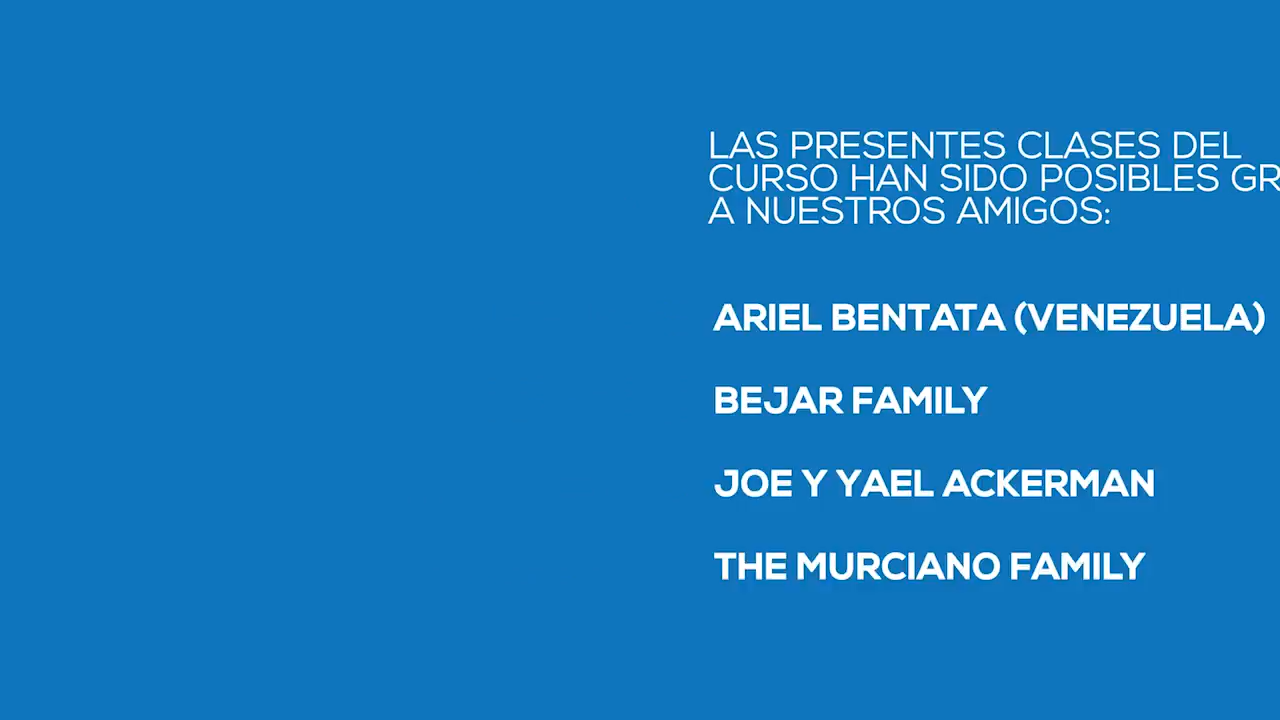 LAS PRESENTES CLASES DEL
CURSO HAN SIDO POSIBLES GR
A NUESTROS AMIGOS:
ARIEL BENTATA (VENEZUELA)
BEJAR FAMILY
JOE Y YAEL ACKERMAN
THE MURCIANO FAMILY